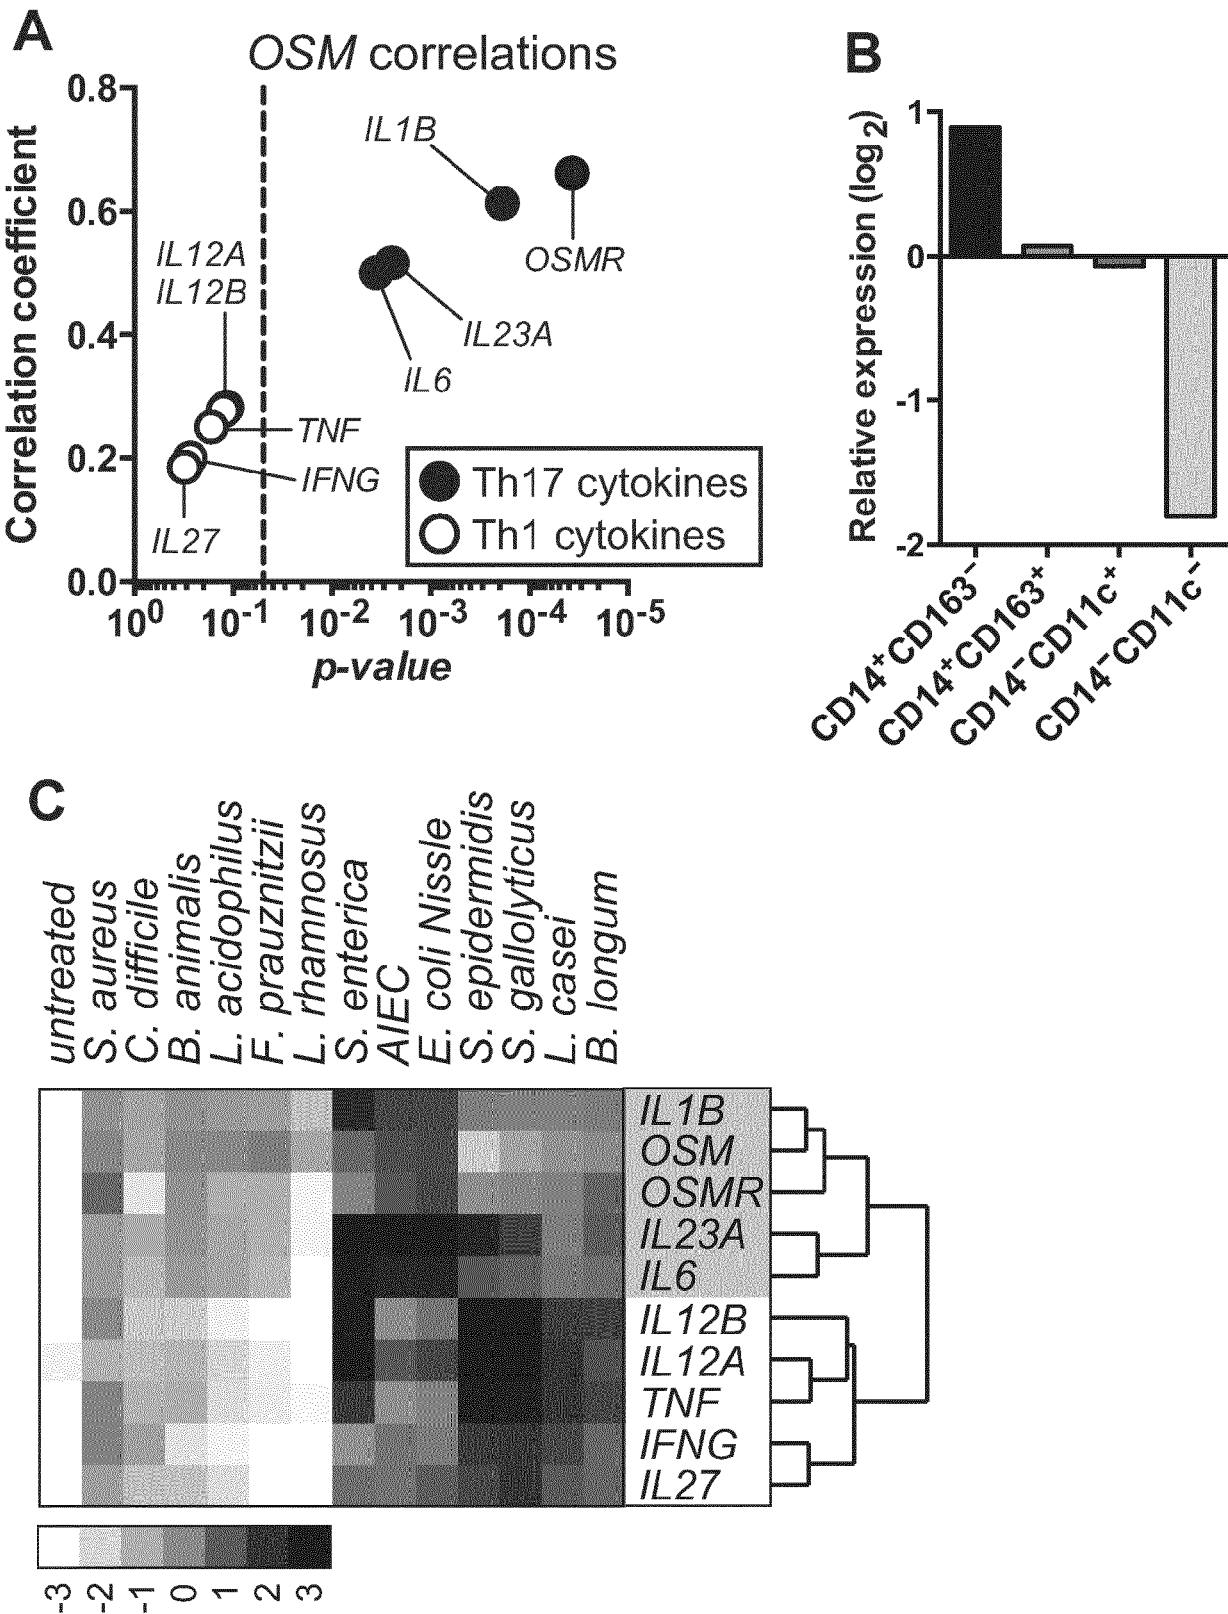 A
OSM correlations
Correlation coefficient
0.8
0.6
0.4
0.2
0.0
IL1B
OSMR
IL12A
IL12B
IL23A
IL6
TNF
IFNG
IL27
Th17 cytokines
Th1 cytokines
10⁰ 10⁻¹ 10⁻² 10⁻³ 10⁻⁴ 10⁻⁵
p-value
B
Relative expression (log₂)
1
0
-1
-2
CD14⁺CD163⁻
CD14⁺CD163⁺
CD14⁻CD11c⁺
CD14⁻CD11c⁻
C
untreated
S. aureus
C. difficile
B. animalis
L. acidophilus
F. prauznitzii
L. rhamnosus
S. enterica
AIEC
E. coli Nissle
S. epidermidis
S. gallolyticus
L. casei
B. longum
IL1B
OSM
OSMR
IL23A
IL6
IL12B
IL12A
TNF
IFNG
IL27
-3 -2 -1 0 1 2 3